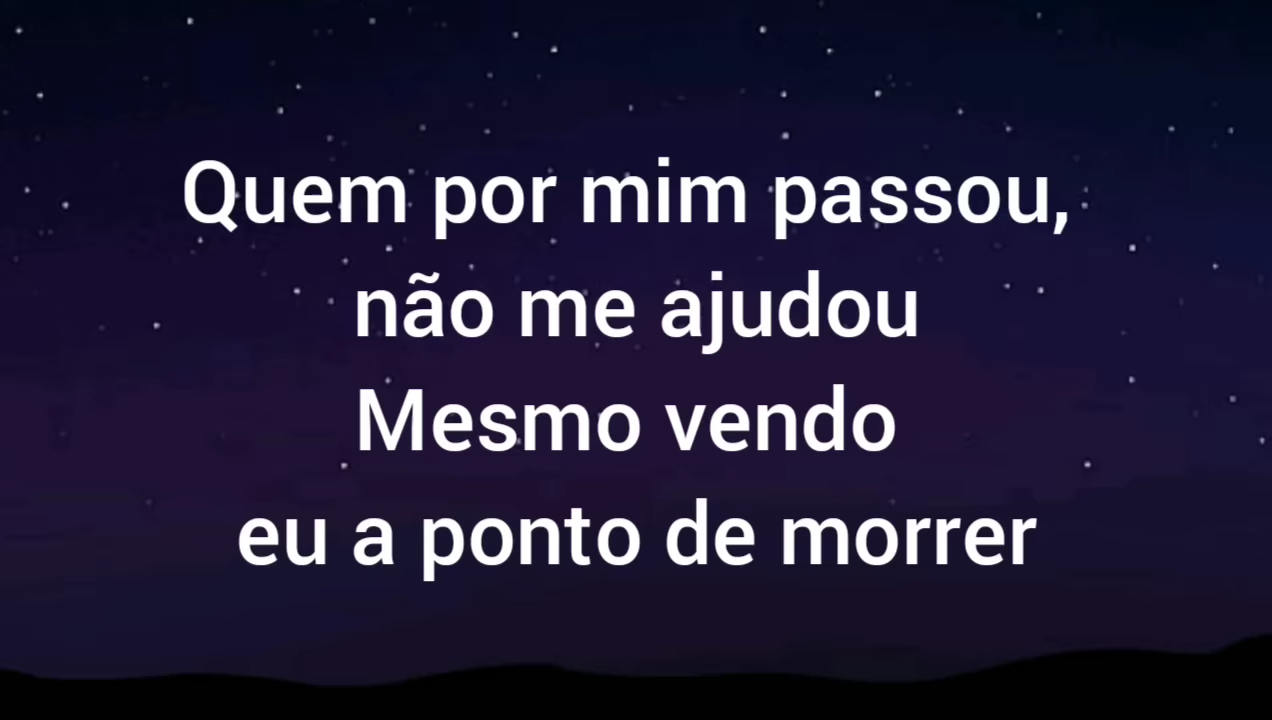 Quem por mim passou,
não me ajudou
Mesmo vendo
eu a ponto de morrer